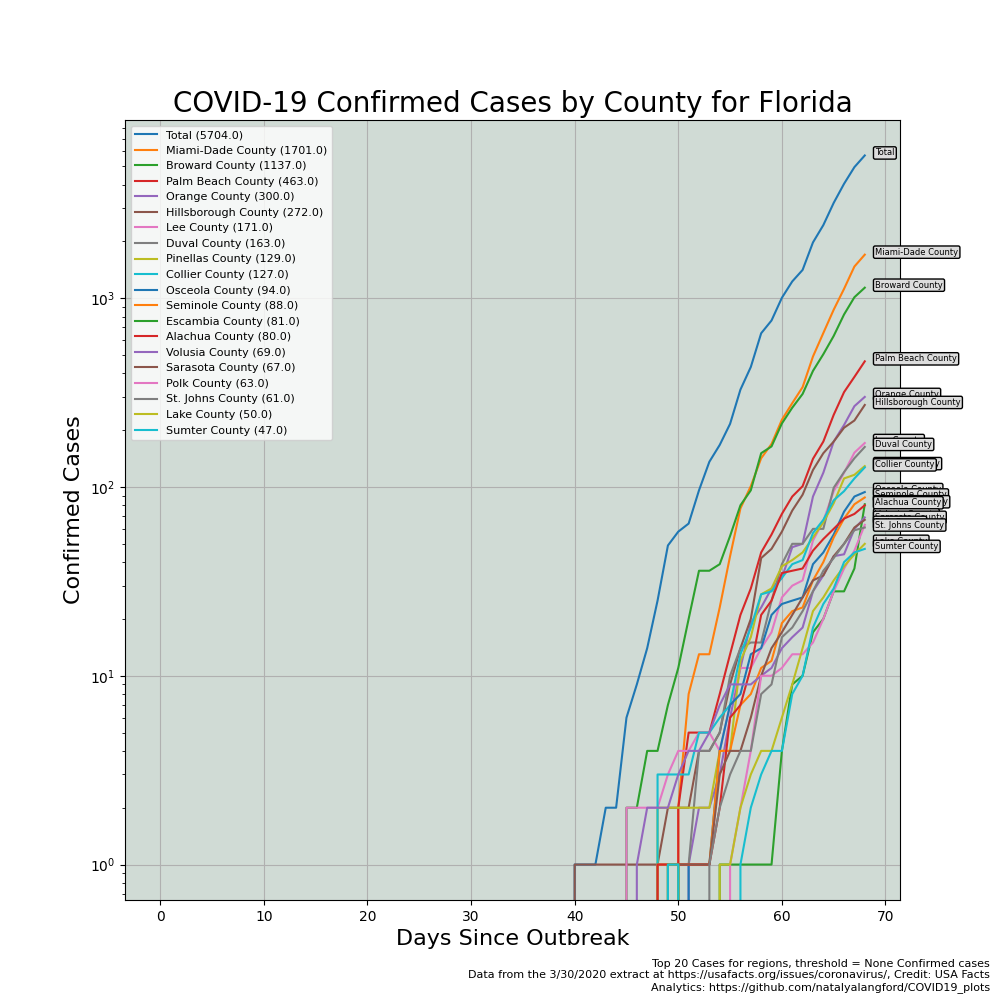 COVID-19 Confirmed Cases by County for Florida
Total (5704.0)
Miami-Dade County (1701.0)
Broward County (1137.0)
Palm Beach County (463.0)
Orange County (300.0)
Hillsborough County (272.0)
Lee County (171.0)
Duval County (163.0)
Pinellas County (129.0)
Collier County (127.0)
Osceola County (94.0)
Seminole County (88.0)
Escambia County (81.0)
Alachua County (80.0)
Volusia County (69.0)
Sarasota County (67.0)
Polk County (63.0)
St. Johns County (61.0)
Lake County (50.0)
Sumter County (47.0)
Total
Miami-Dade County
Broward County
Palm Beach County
Orange County
Hillsborough County
Duval County
Collier County
Osceola County
Seminole County
Alachua County
St. Johns County
Lake County
Sumter County
10³
10²
10¹
10⁰
Confirmed Cases
0 10 20 30 40 50 60 70
Days Since Outbreak
Top 20 Cases for regions, threshold = None Confirmed cases
Data from the 3/30/2020 extract at https://usafacts.org/issues/coronavirus/, Credit: USA Facts
Analytics: https://github.com/natalyalangford/COVID19_plots